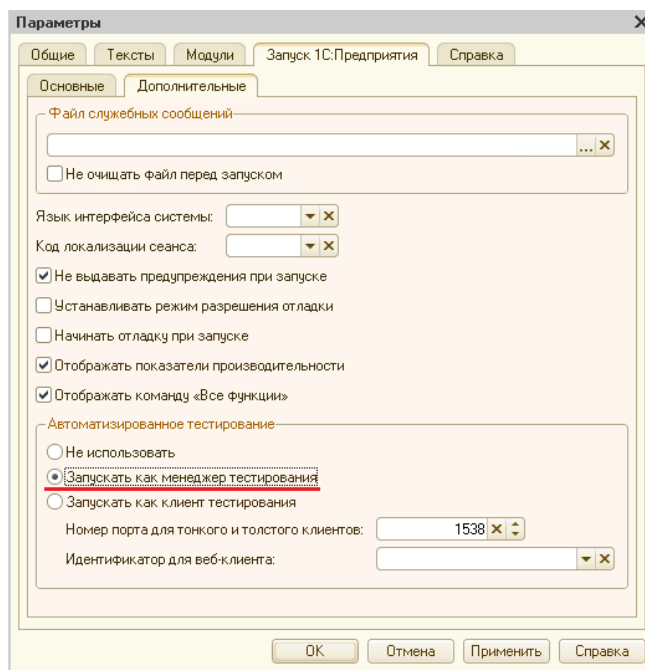 Параметры
Общие Тексты Модули Запуск 1С:Предприятия Справка
Основные Дополнительные
Файл служебных сообщений
...
Не очищать файл перед запуском
Язык интерфейса системы:
Код локализации сеанса:
Не выдавать предупреждения при запуске
Устанавливать режим разрешения отладки
Начинать отладку при запуске
Отображать показатели производительности
Отображать команду «Все функции»
Автоматизированное тестирование
Не использовать
Запускать как менеджер тестирования
Запускать как клиент тестирования
Номер порта для тонкого и толстого клиентов: 1538
Идентификатор для веб-клиента:
OK Отмена Применить Справка